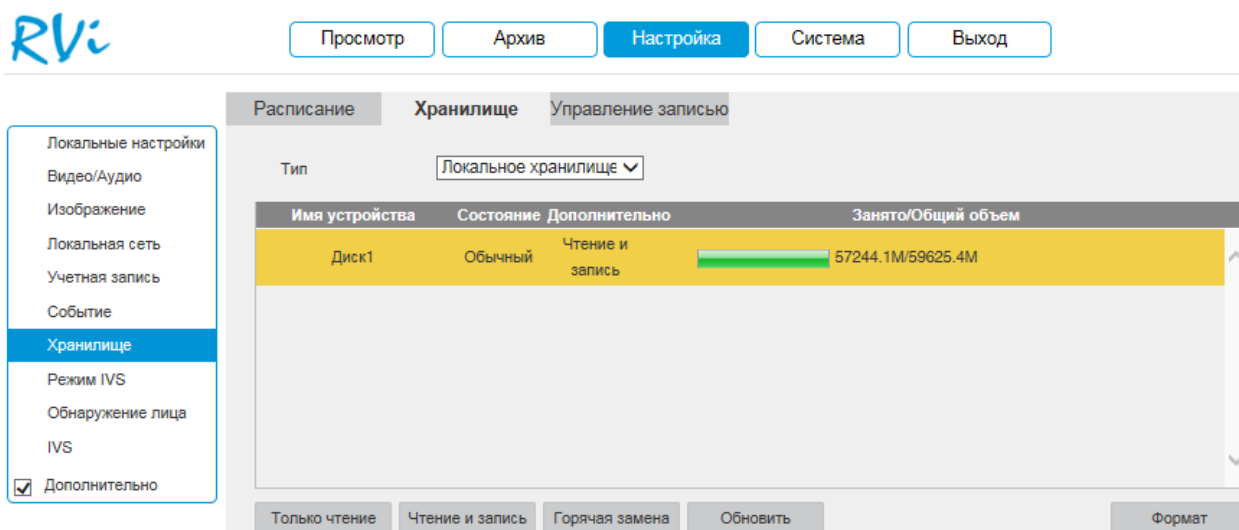 RVi
Просмотр Архив Настройка Система Выход
Расписание Хранилище Управление записью
Локальные настройки
Видео/Аудио
Изображение
Локальная сеть
Учетная запись
Событие
Хранилище
Режим IVS
Обнаружение лица
IVS
Дополнительно
Тип Локальное хранилище
Имя устройства Состояние Дополнительно Занято/Общий объем
Диск1 Обычный Чтение и запись 57244.1M/59625.4M
Только чтение Чтение и запись Горячая замена Обновить Формат